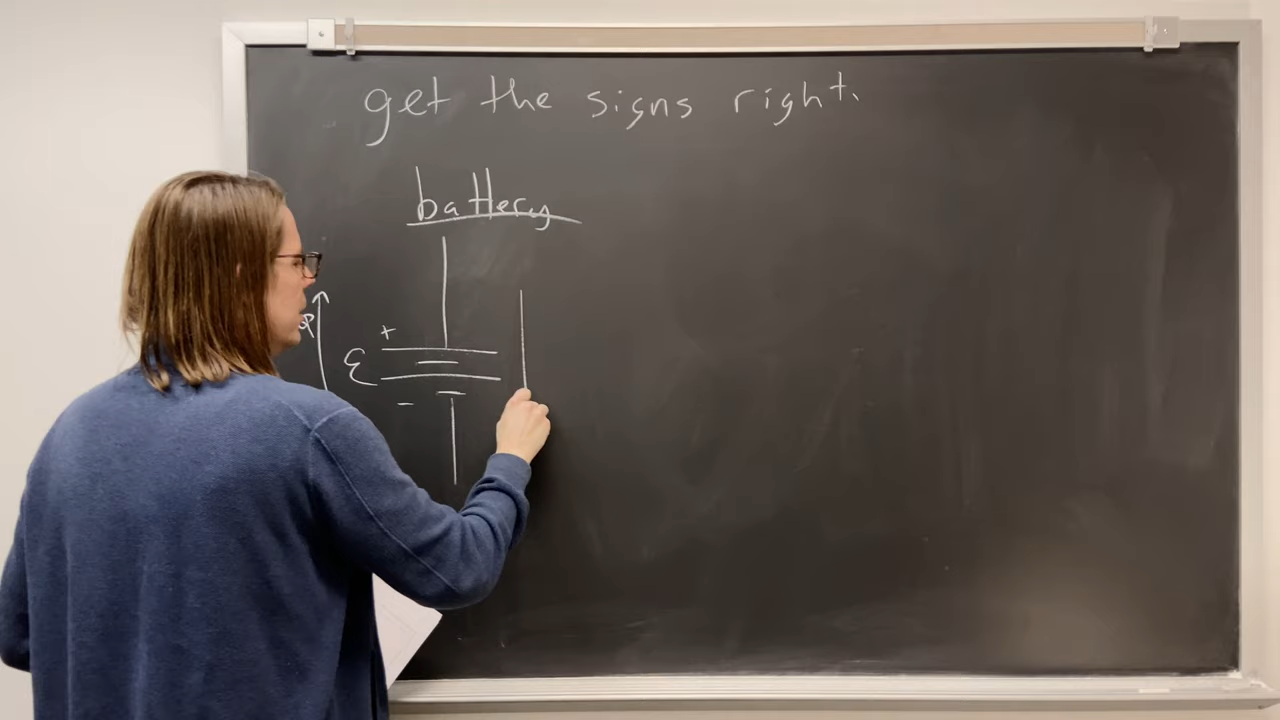 get the signs right.
battery
+
ε
-